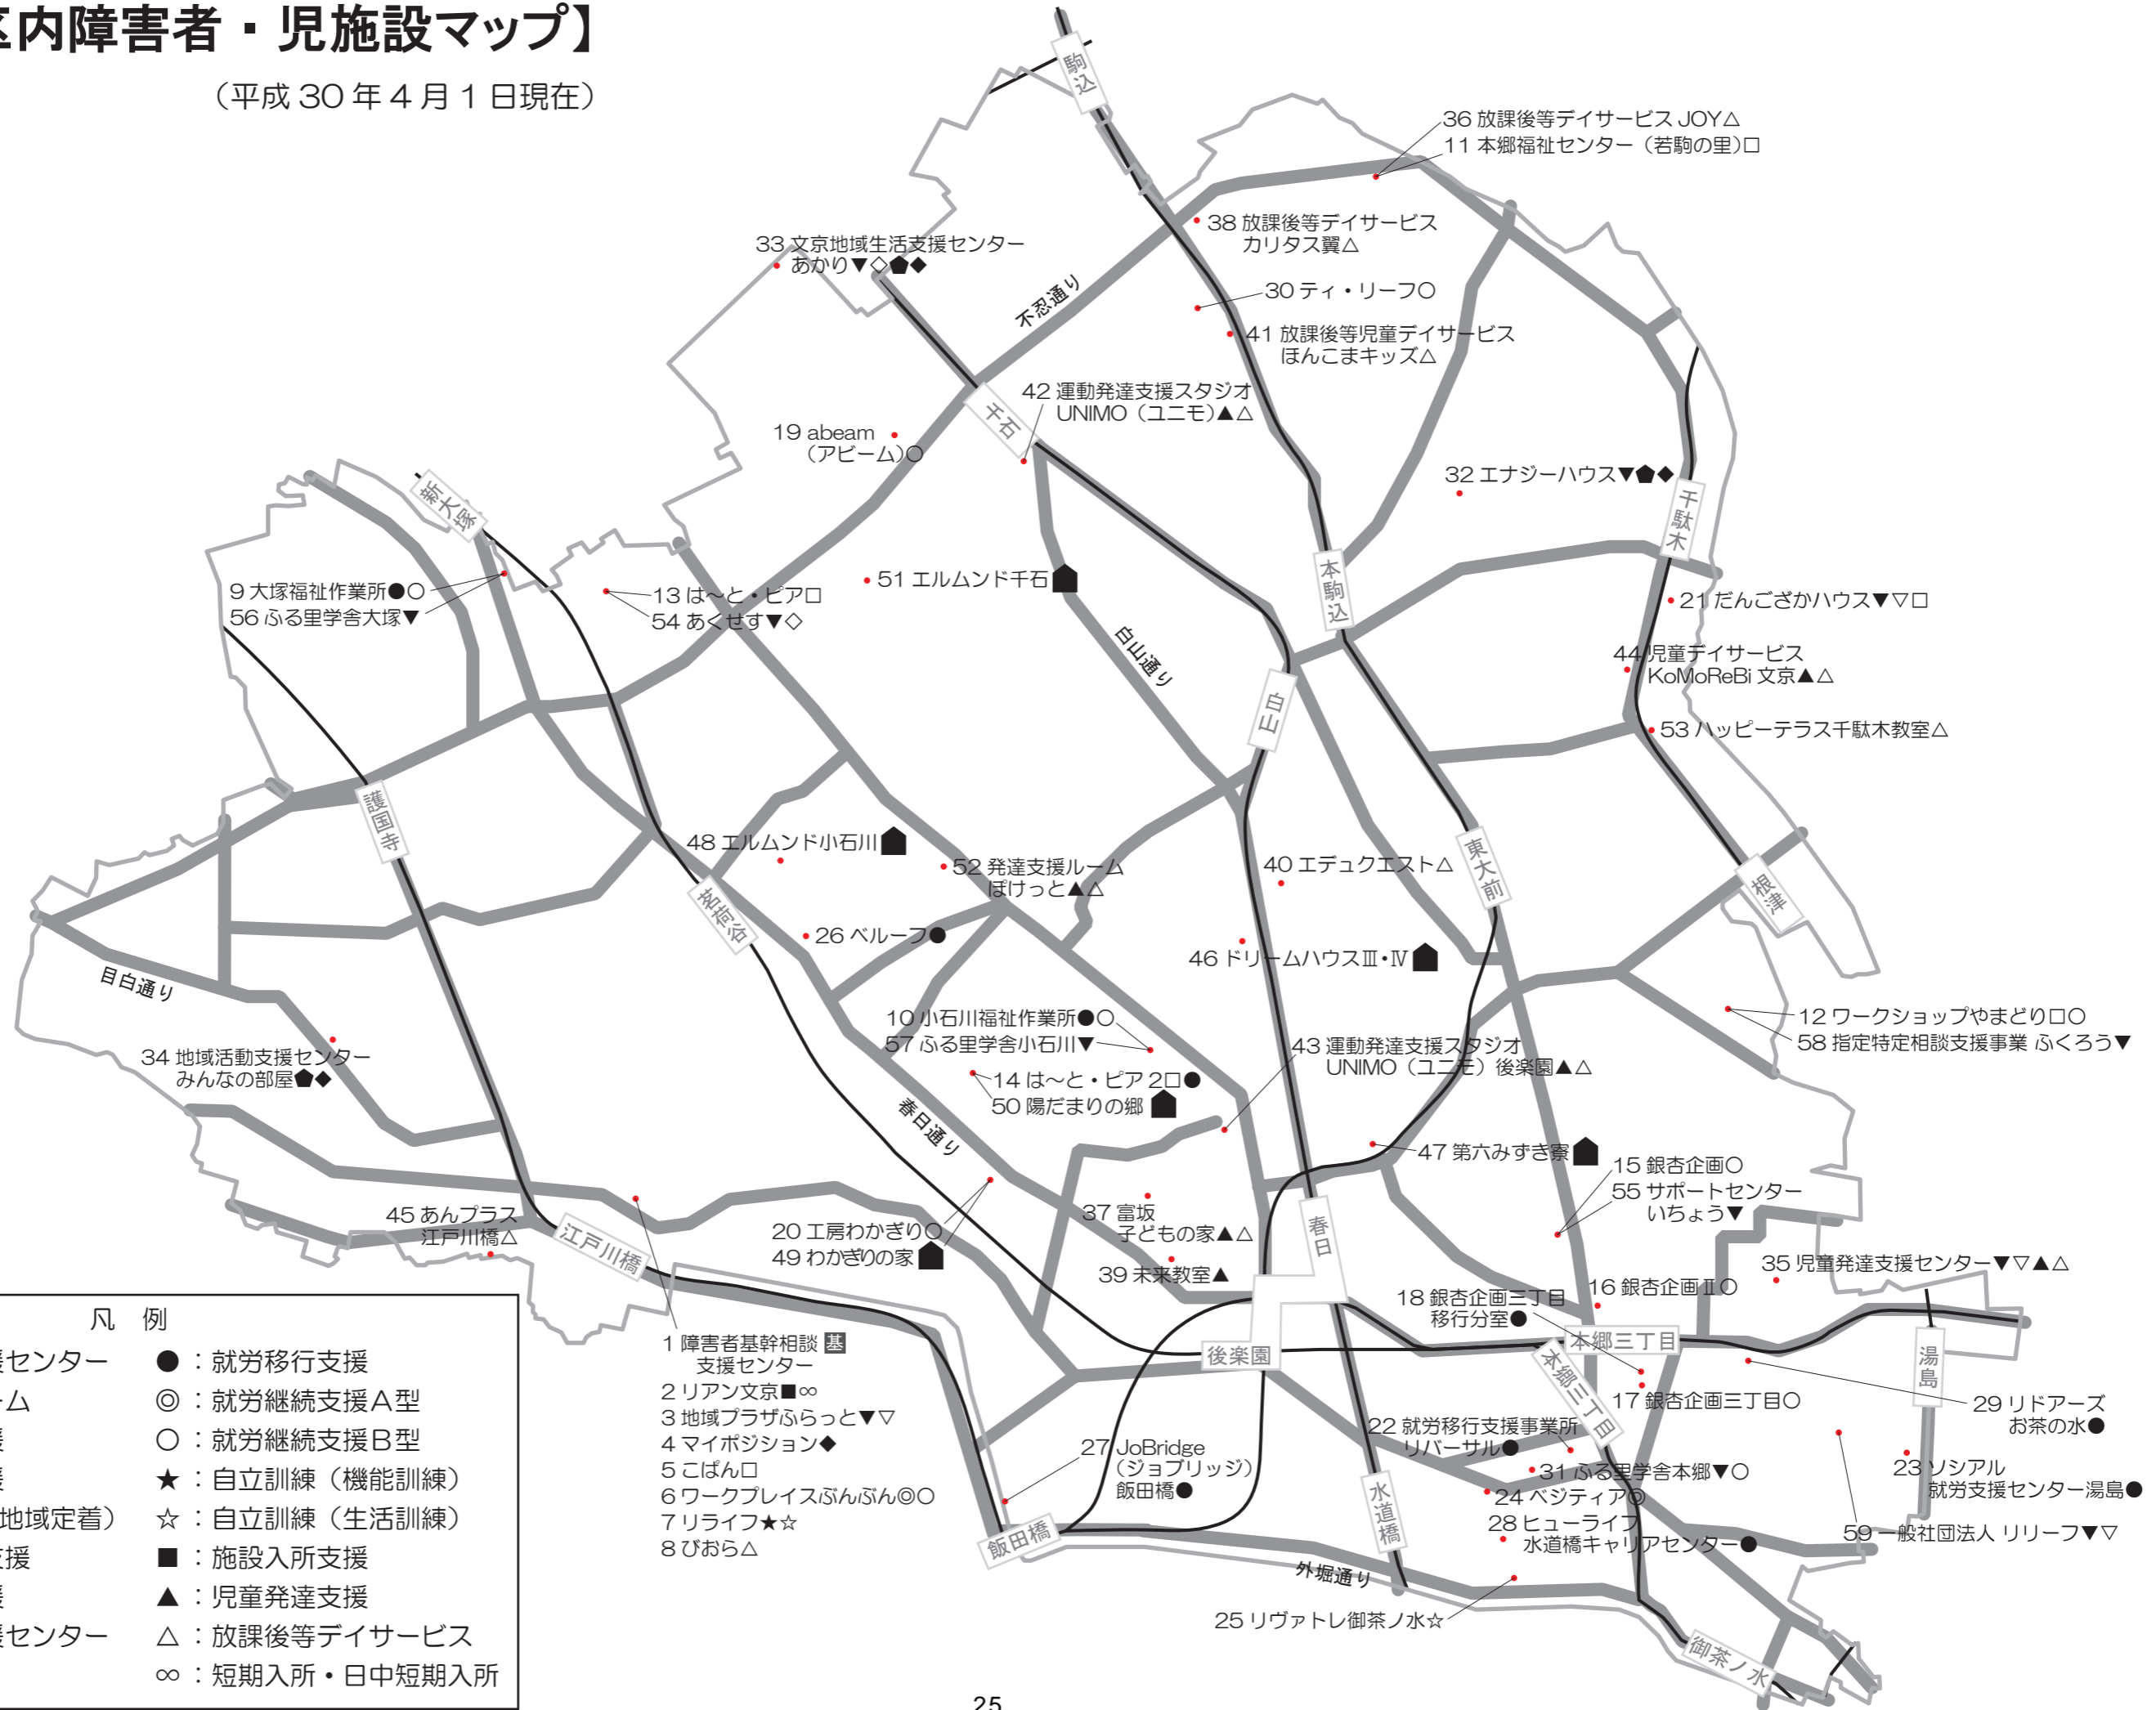 区内障害者・児施設マップ】
（平成 30 年 4 月 1 日現在）
駒込
36 放課後等デイサービス JOY△
11 本郷福祉センター（若駒の里）□
38 放課後等デイサービス
カリタス翼△
33 文京地域生活支援センター
あかり▼◇⬟◆
不忍通り
30 ティ・リーフ○
41 放課後等児童デイサービス
ほんこまキッズ△
42 運動発達支援スタジオ
UNIMO（ユニモ）▲△
千石
19 abeam
（アビーム）○
32 エナジーハウス▼⬟◆
新大塚
千駄木
本駒込
9 大塚福祉作業所●○
56 ふる里学舎大塚▼
13 は～と・ピア□
54 あくせす▼◇
51 エルムンド千石
21 だんござかハウス▼▽□
白山通り
44 児童デイサービス
KoMoReBi 文京▲△
白山
53 ハッピーテラス千駄木教室△
護国寺
48 エルムンド小石川
52 発達支援ルーム
ぽけっと▲△
40 エデュクエスト△
東大前
根津
茗荷谷
26 ベルーフ●
46 ドリームハウスⅢ・Ⅳ
目白通り
10 小石川福祉作業所●○
57 ふる里学舎小石川▼
12 ワークショップやまどり□○
58 指定特定相談支援事業 ふくろう▼
34 地域活動支援センター
みんなの部屋⬟◆
43 運動発達支援スタジオ
UNIMO（ユニモ）後楽園▲△
14 は～と・ピア 2□●
50 陽だまりの郷
春日通り
47 第六みずき寮
15 銀杏企画○
55 サポートセンター
いちょう▼
45 あんプラス
江戸川橋△
江戸川橋
20 工房わかぎり○
49 わかぎりの家
37 富坂
子どもの家▲△
39 未来教室▲
春日
35 児童発達支援センター▼▽▲△
16 銀杏企画Ⅱ○
18 銀杏企画三丁目
移行分室●
本郷三丁目
後楽園
本郷三丁目
湯島
17 銀杏企画三丁目○
29 リドアーズ
お茶の水●
1 障害者基幹相談 基
支援センター
2 リアン文京■∞
3 地域プラザふらっと▼▽
4 マイポジション◆
5 こぱん□
6 ワークプレイスぶんぶん◎○
7 リライフ★☆
8 びおら△
22 就労移行支援事業所
リバーサル●
27 JoBridge
（ジョブリッジ）
飯田橋●
31 ふる里学舎本郷▼○
23 ソシアル
就労支援センター湯島●
24 ベジティア◎
28 ヒューライフ
水道橋キャリアセンター●
59 一般社団法人 リリーフ▼▽
水道橋
飯田橋
外堀通り
25 リヴァトレ御茶ノ水☆
御茶ノ水
凡 例
援センター ●：就労移行支援
ーム ◎：就労継続支援A型
援 ○：就労継続支援B型
援 ★：自立訓練（機能訓練）
地域定着） ☆：自立訓練（生活訓練）
支援 ■：施設入所支援
援 ▲：児童発達支援
援センター △：放課後等デイサービス
∞：短期入所・日中短期入所
25